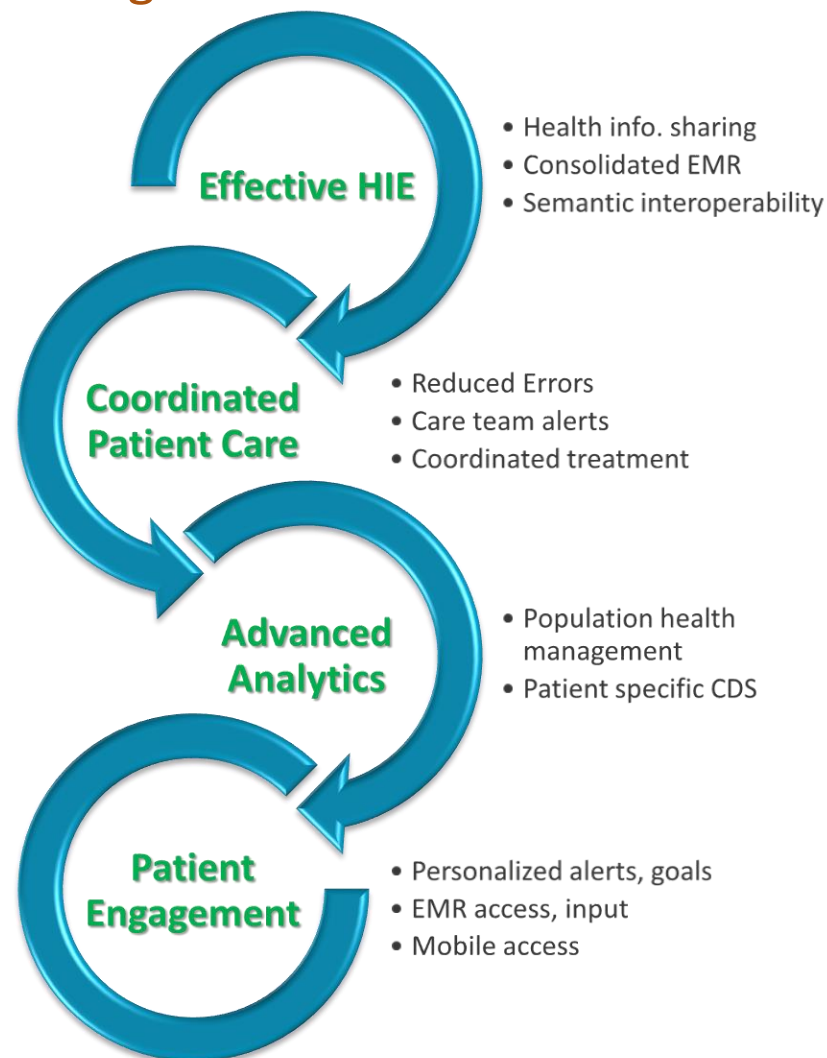 Effective HIE
• Health info. sharing
• Consolidated EMR
• Semantic interoperability
Coordinated
Patient Care
• Reduced Errors
• Care team alerts
• Coordinated treatment
Advanced
Analytics
• Population health
management
• Patient specific CDS
Patient
Engagement
• Personalized alerts, goals
• EMR access, input
• Mobile access